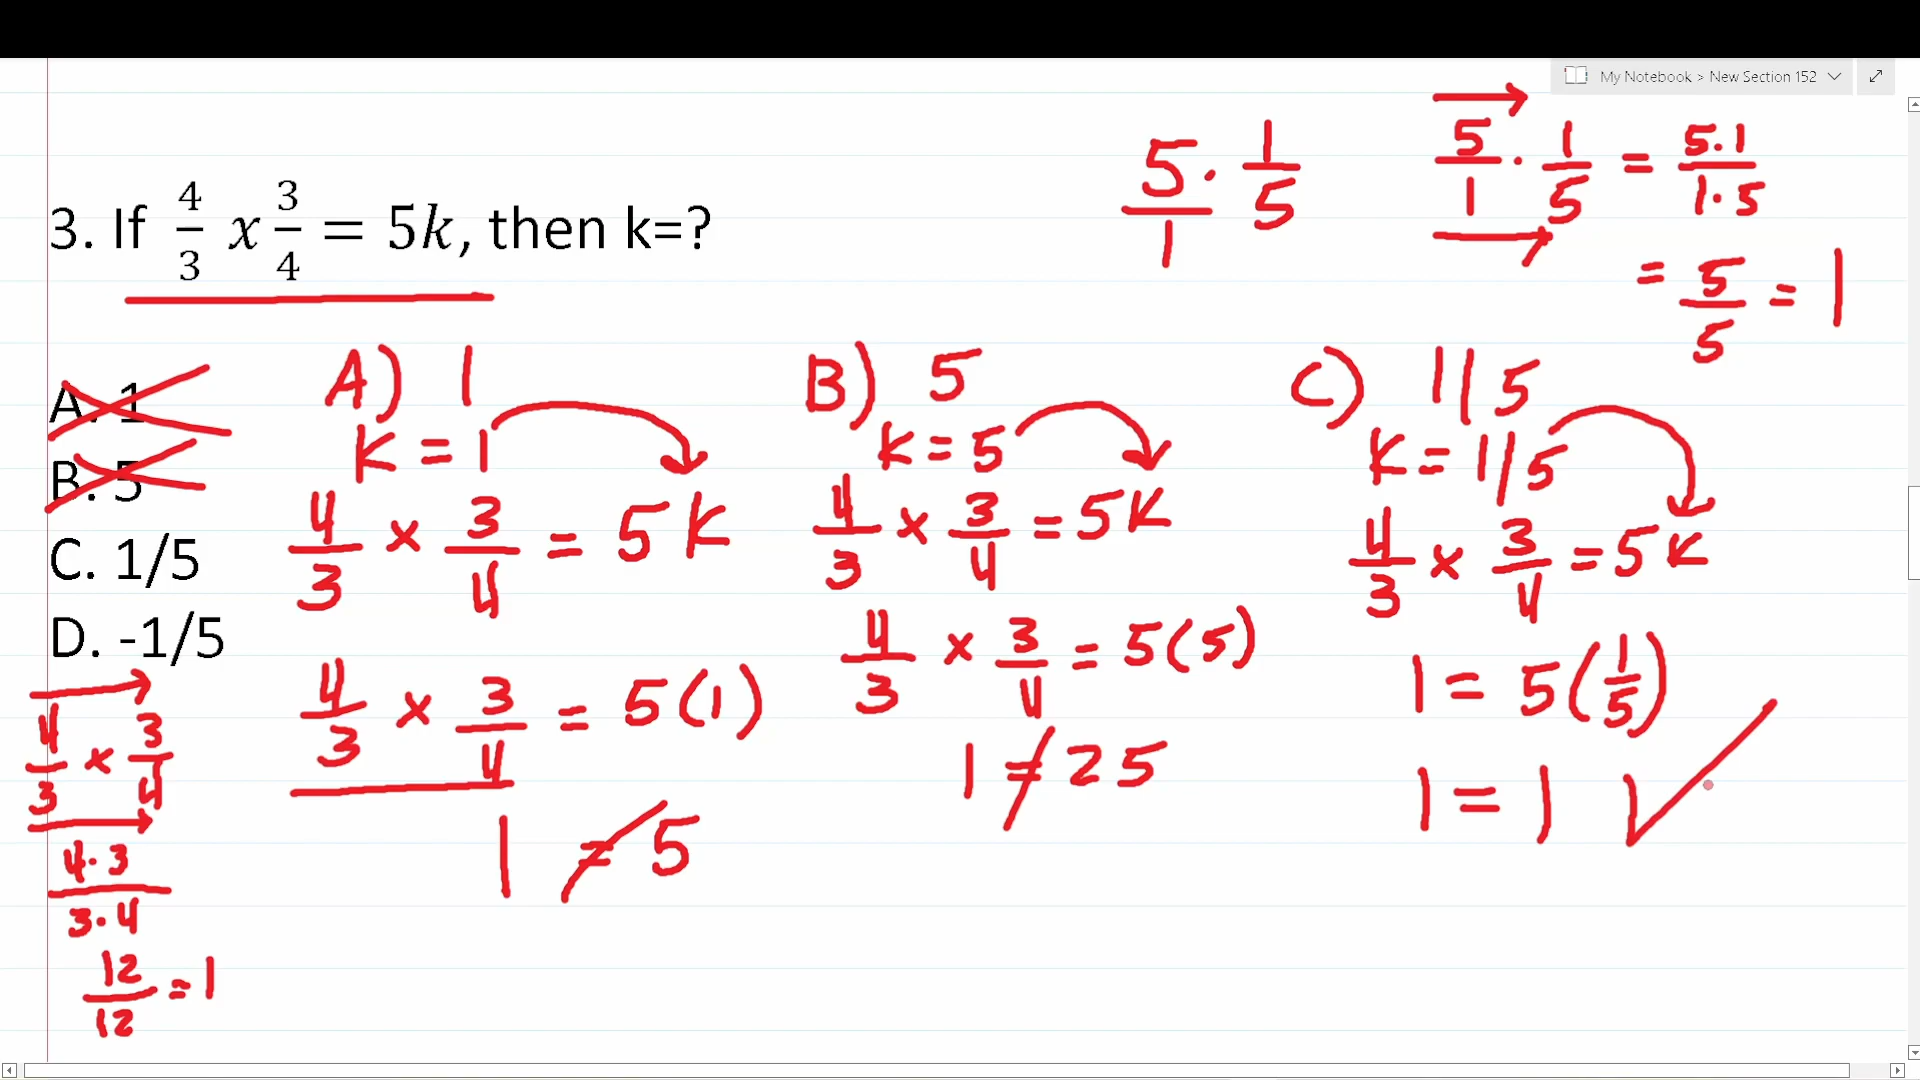 My Notebook > New Section 152
3. If 4/3 x 3/4 = 5k, then k=?
A. 1
B. 5
C. 1/5
D. -1/5
5/1 · 1/5
5/1 · 1/5 = 5·1/1·5
= 5/5 = 1
A) 1
K = 1
4/3 x 3/4 = 5K
4/3 x 3/4 = 5(1)
1 ≠ 5
B) 5
K = 5
4/3 x 3/4 = 5K
4/3 x 3/4 = 5(5)
1 ≠ 25
C) 1/5
K = 1/5
4/3 x 3/4 = 5K
1 = 5(1/5)
1 = 1 ✓
4/3 x 3/4
4·3/3·4
12/12 = 1